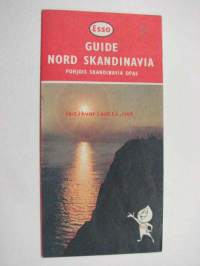 Esso
GUIDE
NORD SKANDINAVIA
POHJOIS SKANDINAVIA OPAS